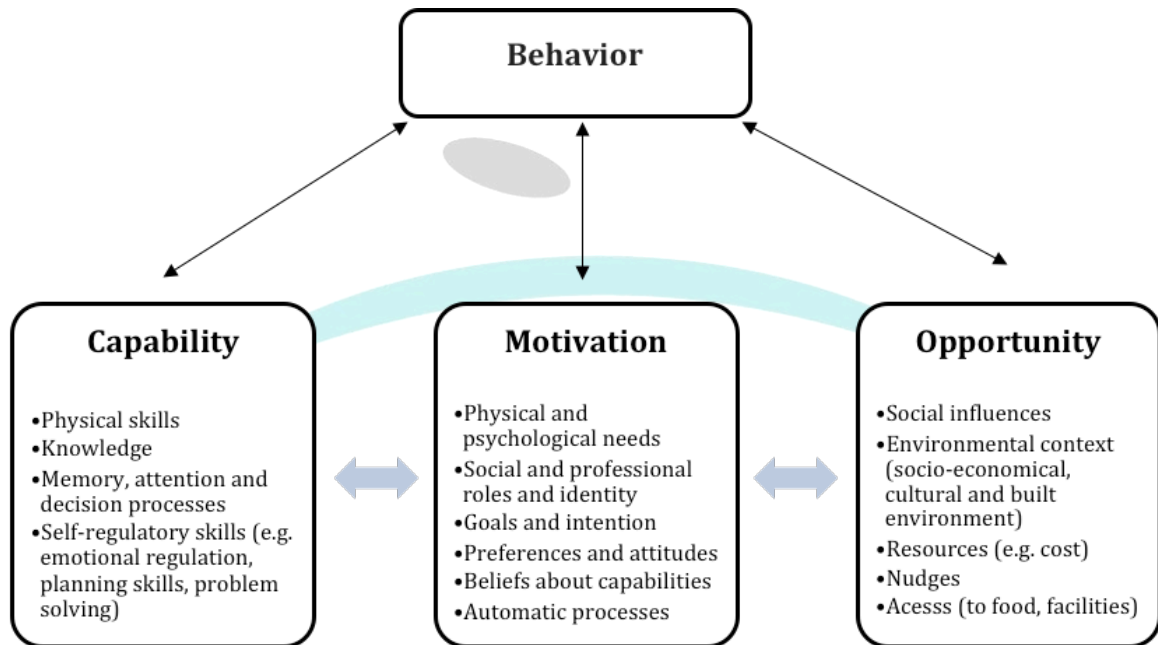 Behavior
Capability
•Physical skills
•Knowledge
•Memory, attention and
decision processes
•Self-regulatory skills (e.g.
emotional regulation,
planning skills, problem
solving)
Motivation
•Physical and
psychological needs
•Social and professional
roles and identity
•Goals and intention
•Preferences and attitudes
•Beliefs about capabilities
•Automatic processes
Opportunity
•Social influences
•Environmental context
(socio-economical,
cultural and built
environment)
•Resources (e.g. cost)
•Nudges
•Acesss (to food, facilities)